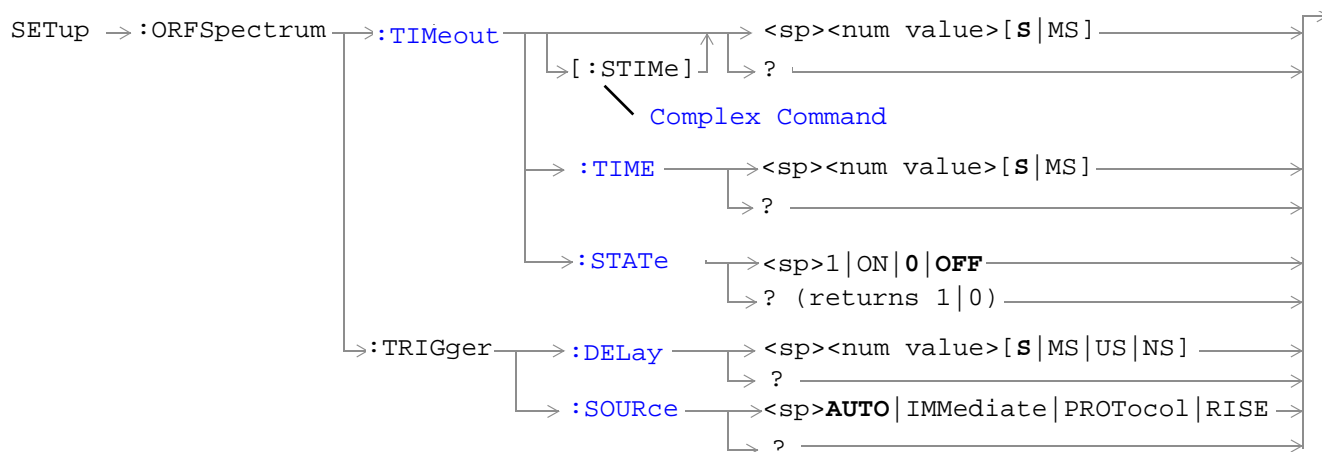 SETup :ORFSpectrum :TIMeout <sp><num value>[S|MS]
[:STIMe] ?
Complex Command
:TIME <sp><num value>[S|MS]
?
:STATe <sp>1|ON|0|OFF
? (returns 1|0)
:TRIGger :DELay <sp><num value>[S|MS|US|NS]
?
:SOURce <sp>AUTO|IMMediate|PROTocol|RISE
?